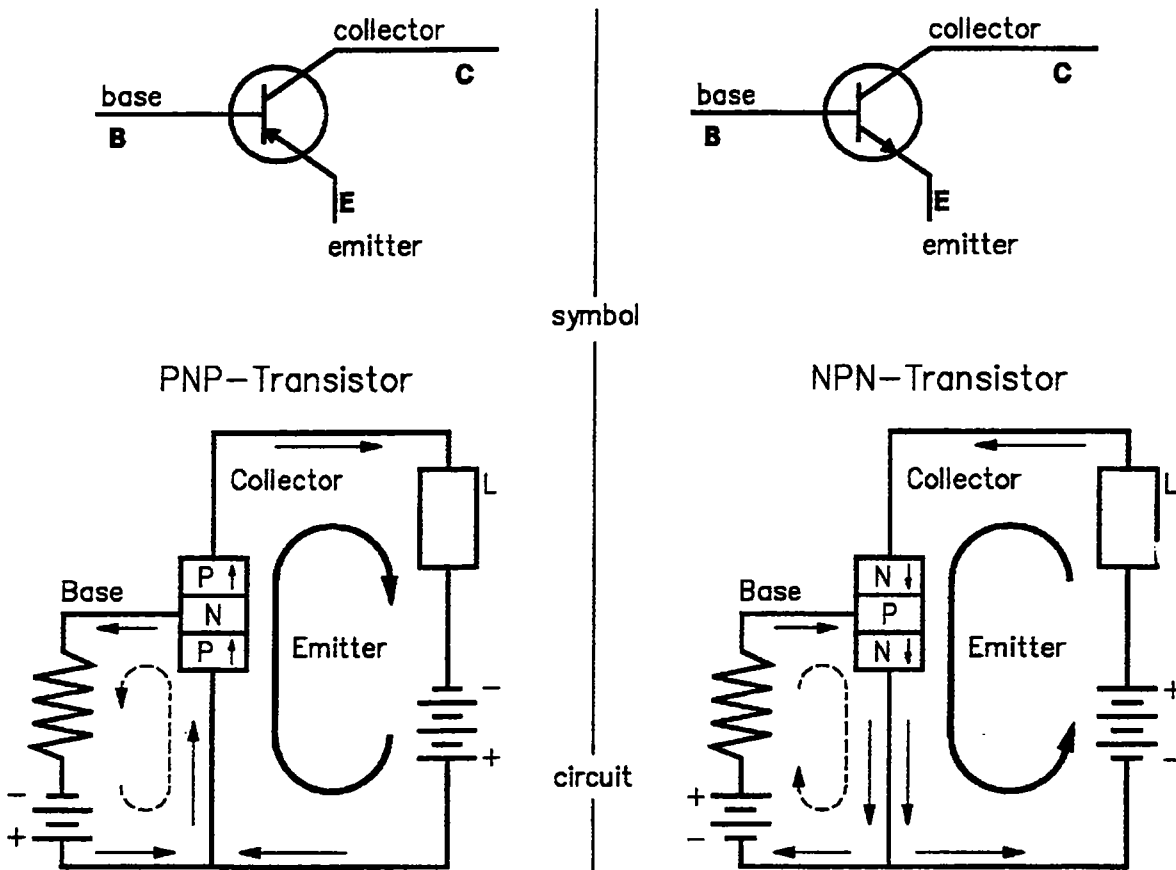 collector
C
base
B
E
emitter
collector
C
base
B
E
emitter
symbol
PNP-Transistor
NPN-Transistor
Collector
L
P
Base
N
P
Emitter
-
+
-
+
circuit
Collector
L
N
Base
P
N
Emitter
+
-
+
-